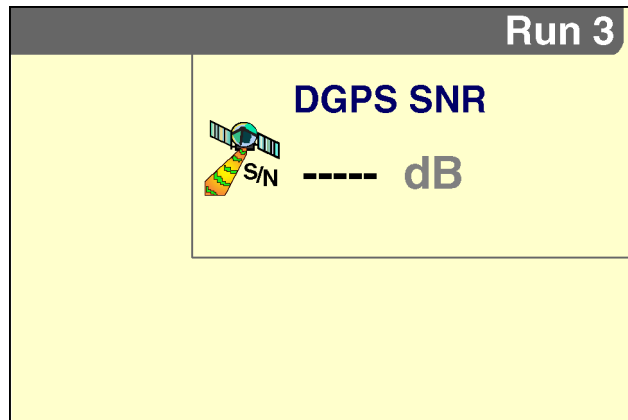 Run 3
DGPS SNR
S/N ----- dB